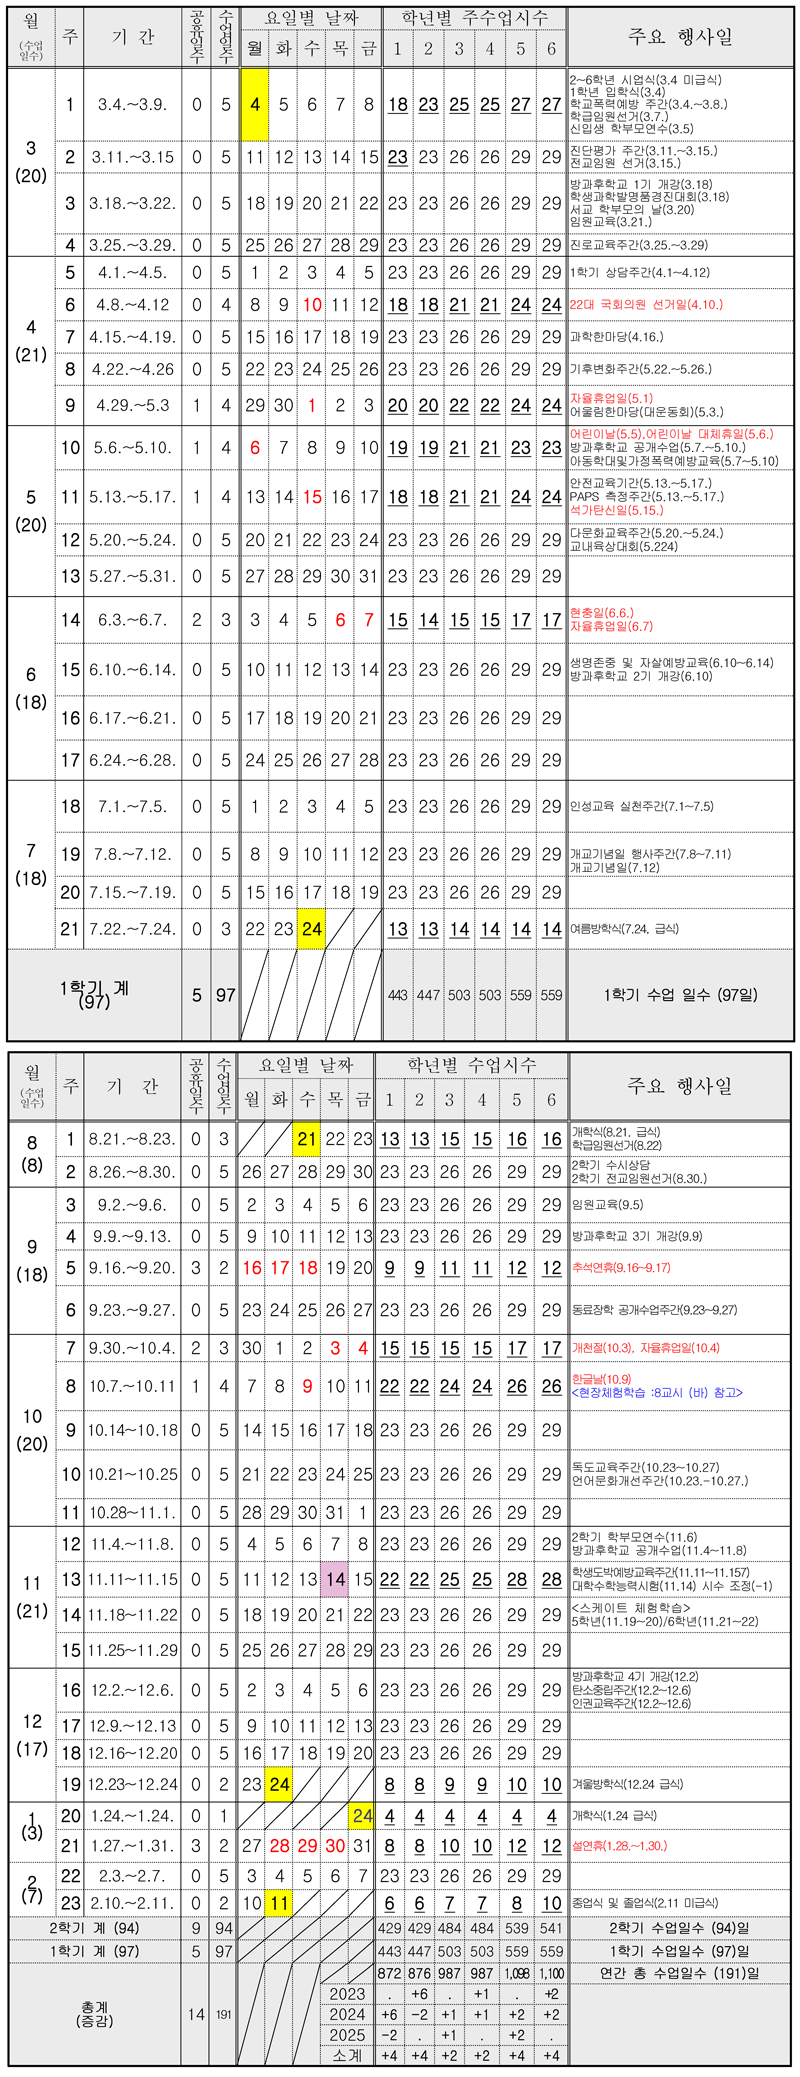 월
(수업
일수)
주
기 간
공휴일수
수업일수
요일별 날짜
학년별 주수업시수
주요 행사일
월 화 수 목 금
1 2 3 4 5 6
3
(20)
1 3.4.~3.9. 0 5 4 5 6 7 8 18 23 25 25 27 27
2~6학년 시업식(3.4 미급식)
1학년 입학식(3.4)
학교폭력예방 주간(3.4.~3.8.)
학급임원선거(3.7.)
신입생 학부모연수(3.5)
2 3.11.~3.15 0 5 11 12 13 14 15 23 23 26 26 29 29
진단평가 주간(3.11.~3.15.)
전교임원 선거(3.15.)
3 3.18.~3.22. 0 5 18 19 20 21 22 23 23 26 26 29 29
방과후학교 1기 개강(3.18)
학생과학발명품경진대회(3.18)
서교 학부모의 날(3.20)
임원교육(3.21.)
4 3.25.~3.29. 0 5 25 26 27 28 29 23 23 26 26 29 29
진로교육주간(3.25.~3.29)
4
(21)
5 4.1.~4.5. 0 5 1 2 3 4 5 23 23 26 26 29 29
1학기 상담주간(4.1~4.12)
6 4.8.~4.12 0 4 8 9 10 11 12 18 18 21 21 24 24
22대 국회의원 선거일(4.10.)
7 4.15.~4.19. 0 5 15 16 17 18 19 23 23 26 26 29 29
과학한마당(4.16.)
8 4.22.~4.26 0 5 22 23 24 25 26 23 23 26 26 29 29
기후변화주간(5.22.~5.26.)
9 4.29.~5.3 1 4 29 30 1 2 3 20 20 22 22 24 24
자율휴업일(5.1)
어울림한마당(대운동회)(5.3.)
5
(20)
10 5.6.~5.10. 1 4 6 7 8 9 10 19 19 21 21 23 23
어린이날(5.5),어린이날 대체휴일(5.6.)
방과후학교 공개수업(5.7.~5.10.)
아동학대및가정폭력예방교육(5.7~5.10)
11 5.13.~5.17. 1 4 13 14 15 16 17 18 18 21 21 24 24
안전교육기간(5.13.~5.17.)
PAPS 측정주간(5.13.~5.17.)
석가탄신일(5.15.)
12 5.20.~5.24. 0 5 20 21 22 23 24 23 23 26 26 29 29
다문화교육주간(5.20.~5.24.)
교내육상대회(5.224)
13 5.27.~5.31. 0 5 27 28 29 30 31 23 23 26 26 29 29
6
(18)
14 6.3.~6.7. 2 3 3 4 5 6 7 15 14 15 15 17 17
현충일(6.6.)
자율휴업일(6.7)
15 6.10.~6.14. 0 5 10 11 12 13 14 23 23 26 26 29 29
생명존중 및 자살예방교육(6.10~6.14)
방과후학교 2기 개강(6.10)
16 6.17.~6.21. 0 5 17 18 19 20 21 23 23 26 26 29 29
17 6.24.~6.28. 0 5 24 25 26 27 28 23 23 26 26 29 29
7
(18)
18 7.1.~7.5. 0 5 1 2 3 4 5 23 23 26 26 29 29
인성교육 실천주간(7.1~7.5)
19 7.8.~7.12. 0 5 8 9 10 11 12 23 23 26 26 29 29
개교기념일 행사주간(7.8~7.11)
개교기념일(7.12)
20 7.15.~7.19. 0 5 15 16 17 18 19 23 23 26 26 29 29
21 7.22.~7.24. 0 3 22 23 24 13 13 14 14 14 14
여름방학식(7.24, 급식)
1학기 계
(97)
5 97 443 447 503 503 559 559 1학기 수업 일수 (97일)
월
(수업
일수)
주
기 간
공휴일수
수업일수
요일별 날짜
학년별 수업시수
주요 행사일
월 화 수 목 금
1 2 3 4 5 6
8
(8)
1 8.21.~8.23. 0 3 21 22 23 13 13 15 15 16 16
개학식(8.21. 급식)
학급임원선거(8.22)
2 8.26.~8.30. 0 5 26 27 28 29 30 23 23 26 26 29 29
2학기 수시상담
2학기 전교임원선거(8.30.)
9
(18)
3 9.2.~9.6. 0 5 2 3 4 5 6 23 23 26 26 29 29
임원교육(9.5)
4 9.9.~9.13. 0 5 9 10 11 12 13 23 23 26 26 29 29
방과후학교 3기 개강(9.9)
5 9.16.~9.20. 3 2 16 17 18 19 20 9 9 11 11 12 12
추석연휴(9.16~9.17)
6 9.23.~9.27. 0 5 23 24 25 26 27 23 23 26 26 29 29
동료장학 공개수업주간(9.23~9.27)
10
(20)
7 9.30.~10.4. 2 3 30 1 2 3 4 15 15 15 15 17 17
개천절(10.3), 자율휴업일(10.4)
8 10.7.~10.11 1 4 7 8 9 10 11 22 22 24 24 26 26
한글날(10.9)
<현장체험학습 :8교시 (바) 참고>
9 10.14~10.18 0 5 14 15 16 17 18 23 23 26 26 29 29
10 10.21~10.25 0 5 21 22 23 24 25 23 23 26 26 29 29
독도교육주간(10.23~10.27)
언어문화개선주간(10.23.-10.27.)
11 10.28~11.1. 0 5 28 29 30 31 1 23 23 26 26 29 29
11
(21)
12 11.4.~11.8. 0 5 4 5 6 7 8 23 23 26 26 29 29
2학기 학부모연수(11.6)
방과후학교 공개수업(11.4~11.8)
13 11.11~11.15 0 5 11 12 13 14 15 22 22 25 25 28 28
학생도박예방교육주간(11.11~11.157)
대학수학능력시험(11.14) 시수 조정(-1)
14 11.18~11.22 0 5 18 19 20 21 22 23 23 26 26 29 29
<스케이트 체험학습>
5학년(11.19~20)/6학년(11.21~22)
15 11.25~11.29 0 5 25 26 27 28 29 23 23 26 26 29 29
12
(17)
16 12.2.~12.6. 0 5 2 3 4 5 6 23 23 26 26 29 29
방과후학교 4기 개강(12.2)
탄소중립주간(12.2~12.6)
인권교육주간(12.2~12.6)
17 12.9.~12.13 0 5 9 10 11 12 13 23 23 26 26 29 29
18 12.16~12.20 0 5 16 17 18 19 20 23 23 26 26 29 29
19 12.23~12.24 0 2 23 24 8 8 9 9 10 10
겨울방학식(12.24 급식)
1
(3)
20 1.24.~1.24. 0 1 24 4 4 4 4 4 4
개학식(1.24 급식)
21 1.27.~1.31. 3 2 27 28 29 30 31 8 8 10 10 12 12
설연휴(1.28.~1.30.)
2
(7)
22 2.3.~2.7. 0 5 3 4 5 6 7 23 23 26 26 29 29
23 2.10.~2.11. 0 2 10 11 6 6 7 7 8 10
종업식 및 졸업식(2.11 미급식)
2학기 계 (94) 9 94 429 429 484 484 539 541 2학기 수업일수 (94)일
1학기 계 (97) 5 97 443 447 503 503 559 559 1학기 수업일수 (97)일
총계
(증감)
14 191 872 876 987 987 1,098 1,100 연간 총 수업일수 (191)일
2023 . +6 . +1 . +2
2024 +6 -2 +1 +1 +2 +2
2025 -2 . +1 . +2 .
소계 +4 +4 +2 +2 +4 +4